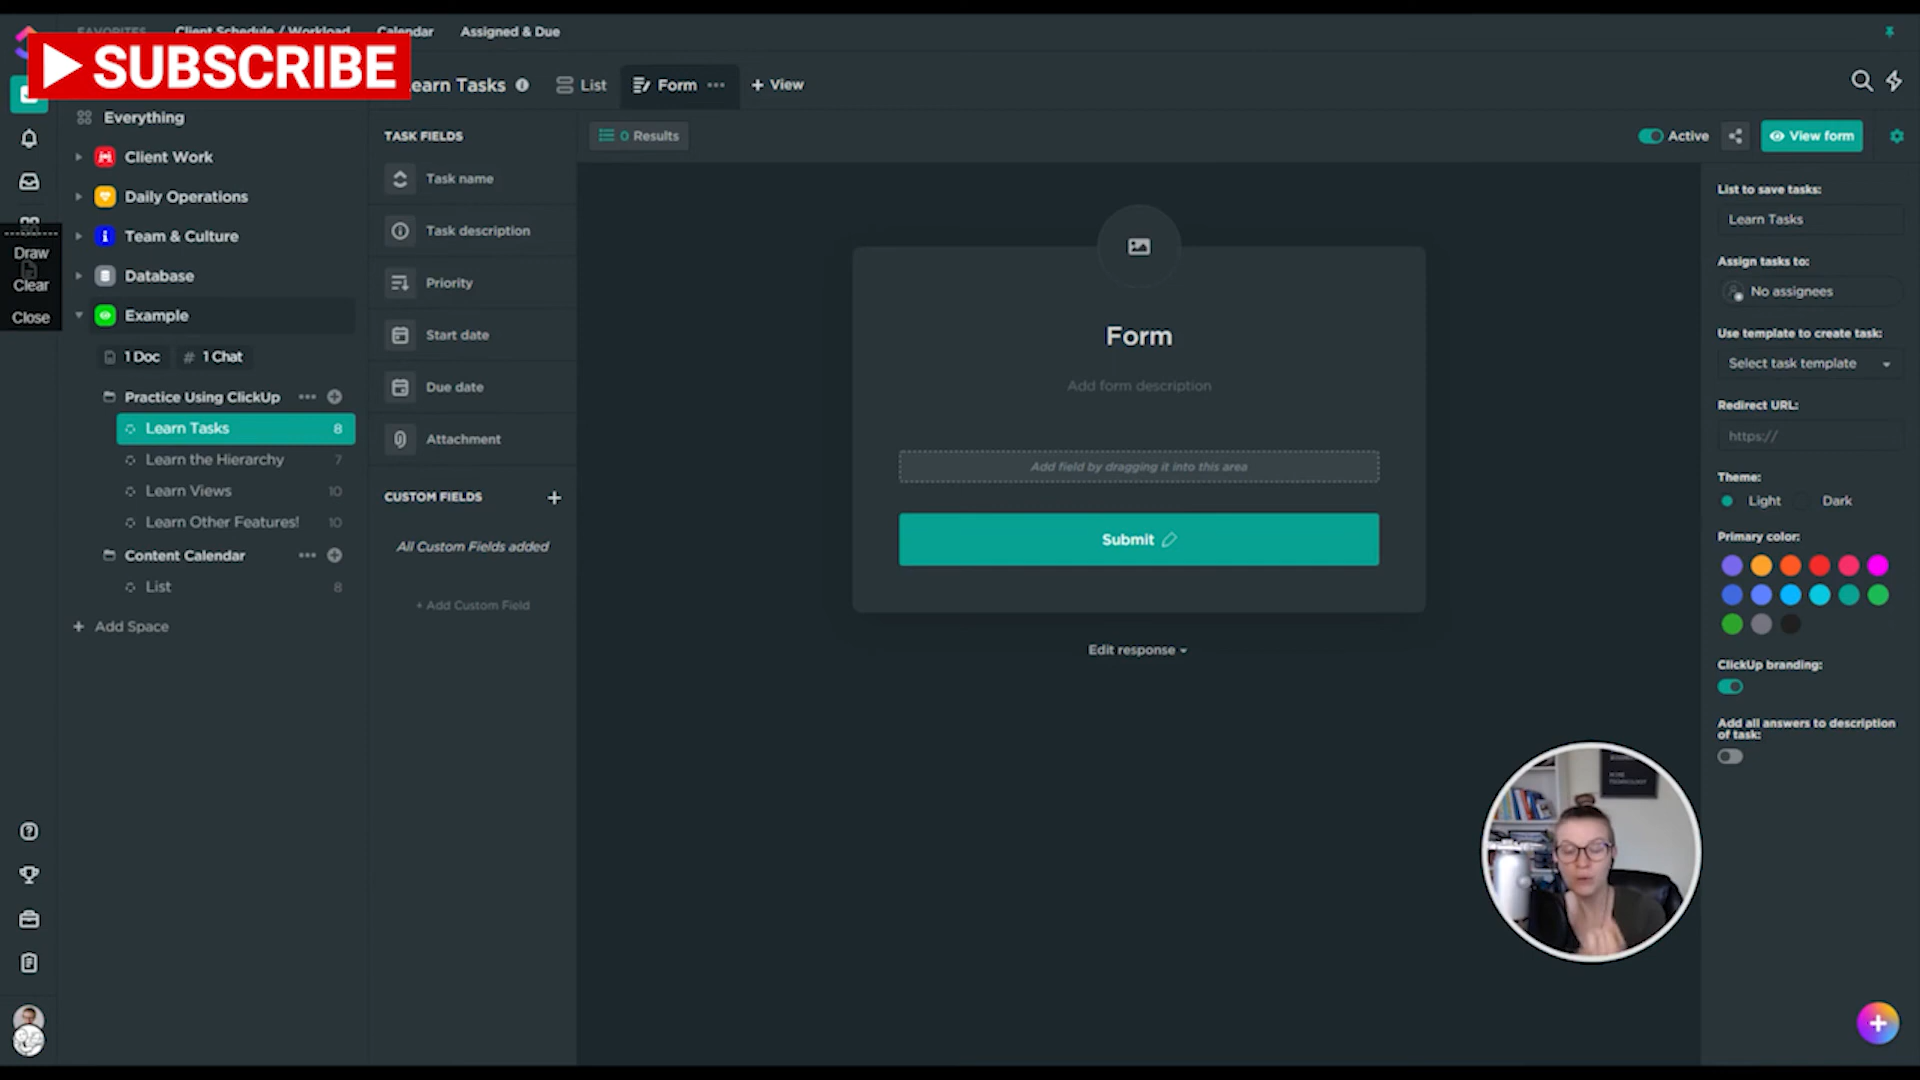 FAVORITES Client Schedule / Workload Calendar Assigned & Due
SUBSCRIBE
earn Tasks List Form + View
Everything
Client Work
Daily Operations
Team & Culture
Database
Example
1 Doc # 1 Chat
Practice Using ClickUp
Learn Tasks 8
Learn the Hierarchy 7
Learn Views 10
Learn Other Features! 10
Content Calendar
List 8
+ Add Space
Draw
Clear
Close
TASK FIELDS
Task name
Task description
Priority
Start date
Due date
Attachment
CUSTOM FIELDS +
All Custom Fields added
+ Add Custom Field
0 Results
Active
View form
Form
Add form description
Add field by dragging it into this area
Submit
Edit response
List to save tasks:
Learn Tasks
Assign tasks to:
No assignees
Use template to create task:
Select task template
Redirect URL:
https://
Theme:
Light Dark
Primary color:
ClickUp branding:
Add all answers to description
of task: